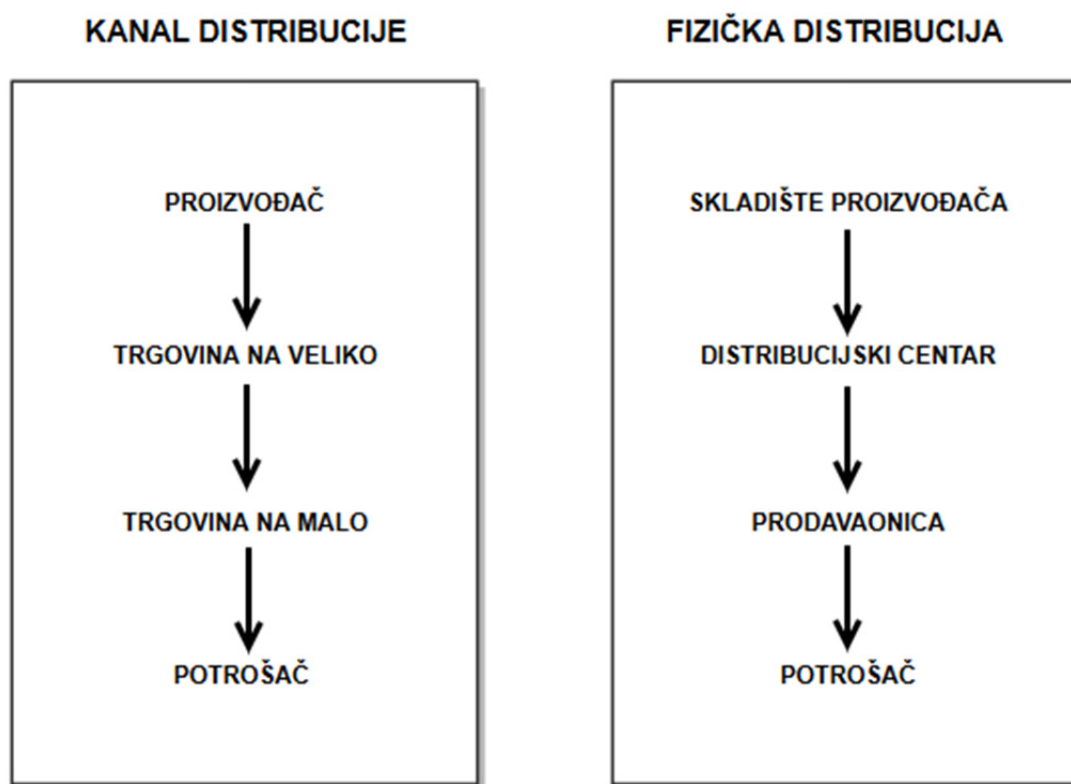 KANAL DISTRIBUCIJE
PROIZVOĐAČ
TRGOVINA NA VELIKO
TRGOVINA NA MALO
POTROŠAČ
FIZIČKA DISTRIBUCIJA
SKLADIŠTE PROIZVOĐAČA
DISTRIBUCIJSKI CENTAR
PRODAVAONICA
POTROŠAČ